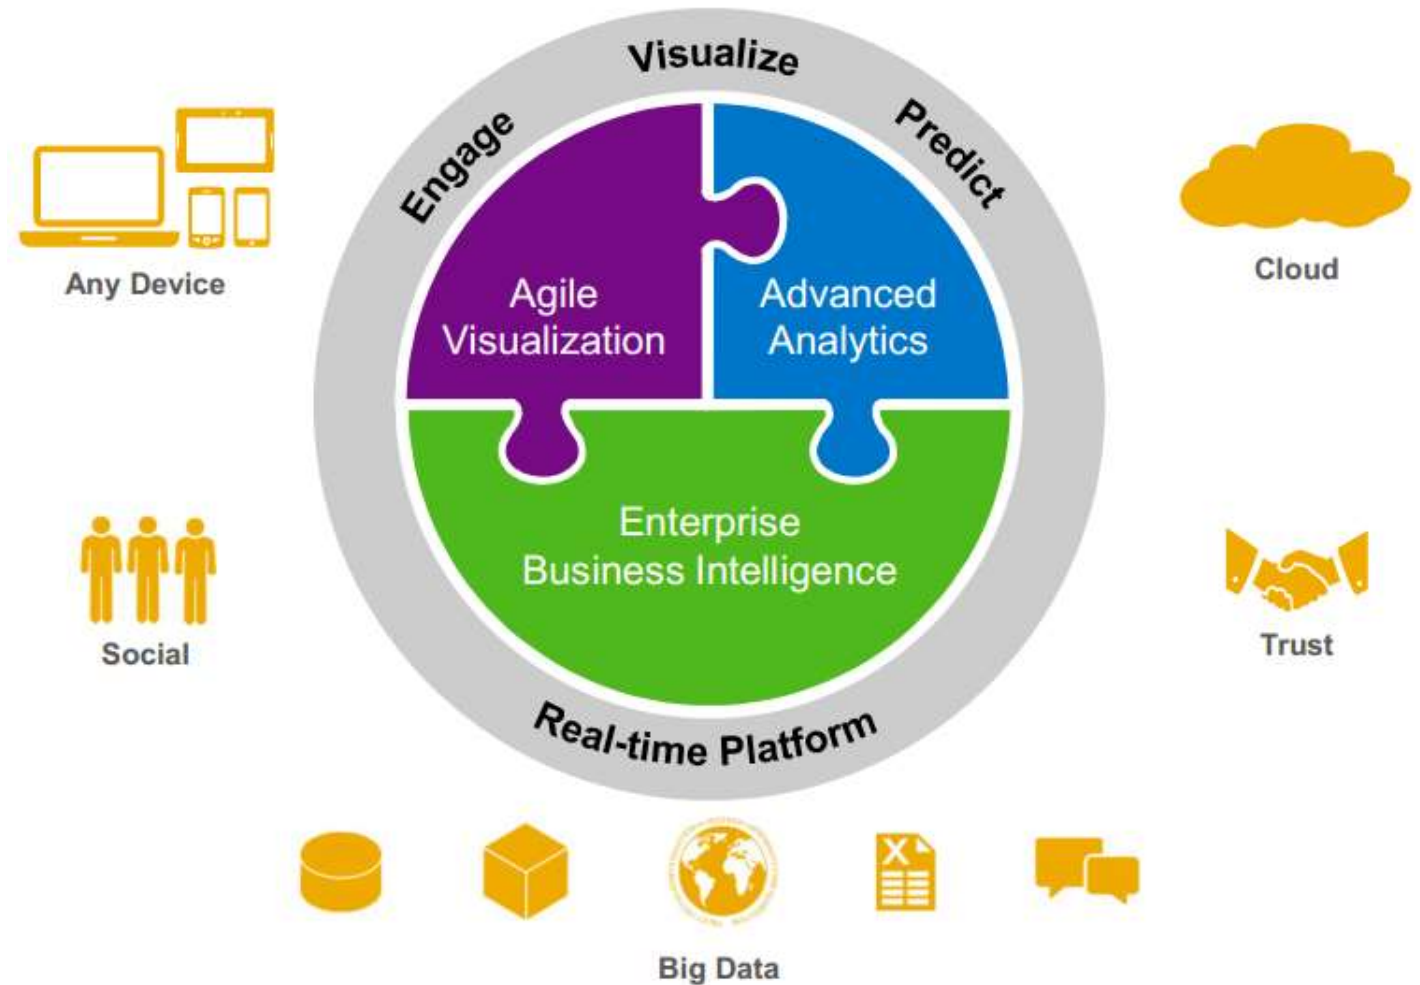 Visualize
Engage
Predict
Any Device
Cloud
Agile
Visualization
Advanced
Analytics
Enterprise
Business Intelligence
Social
Trust
Real-time Platform
X
Big Data